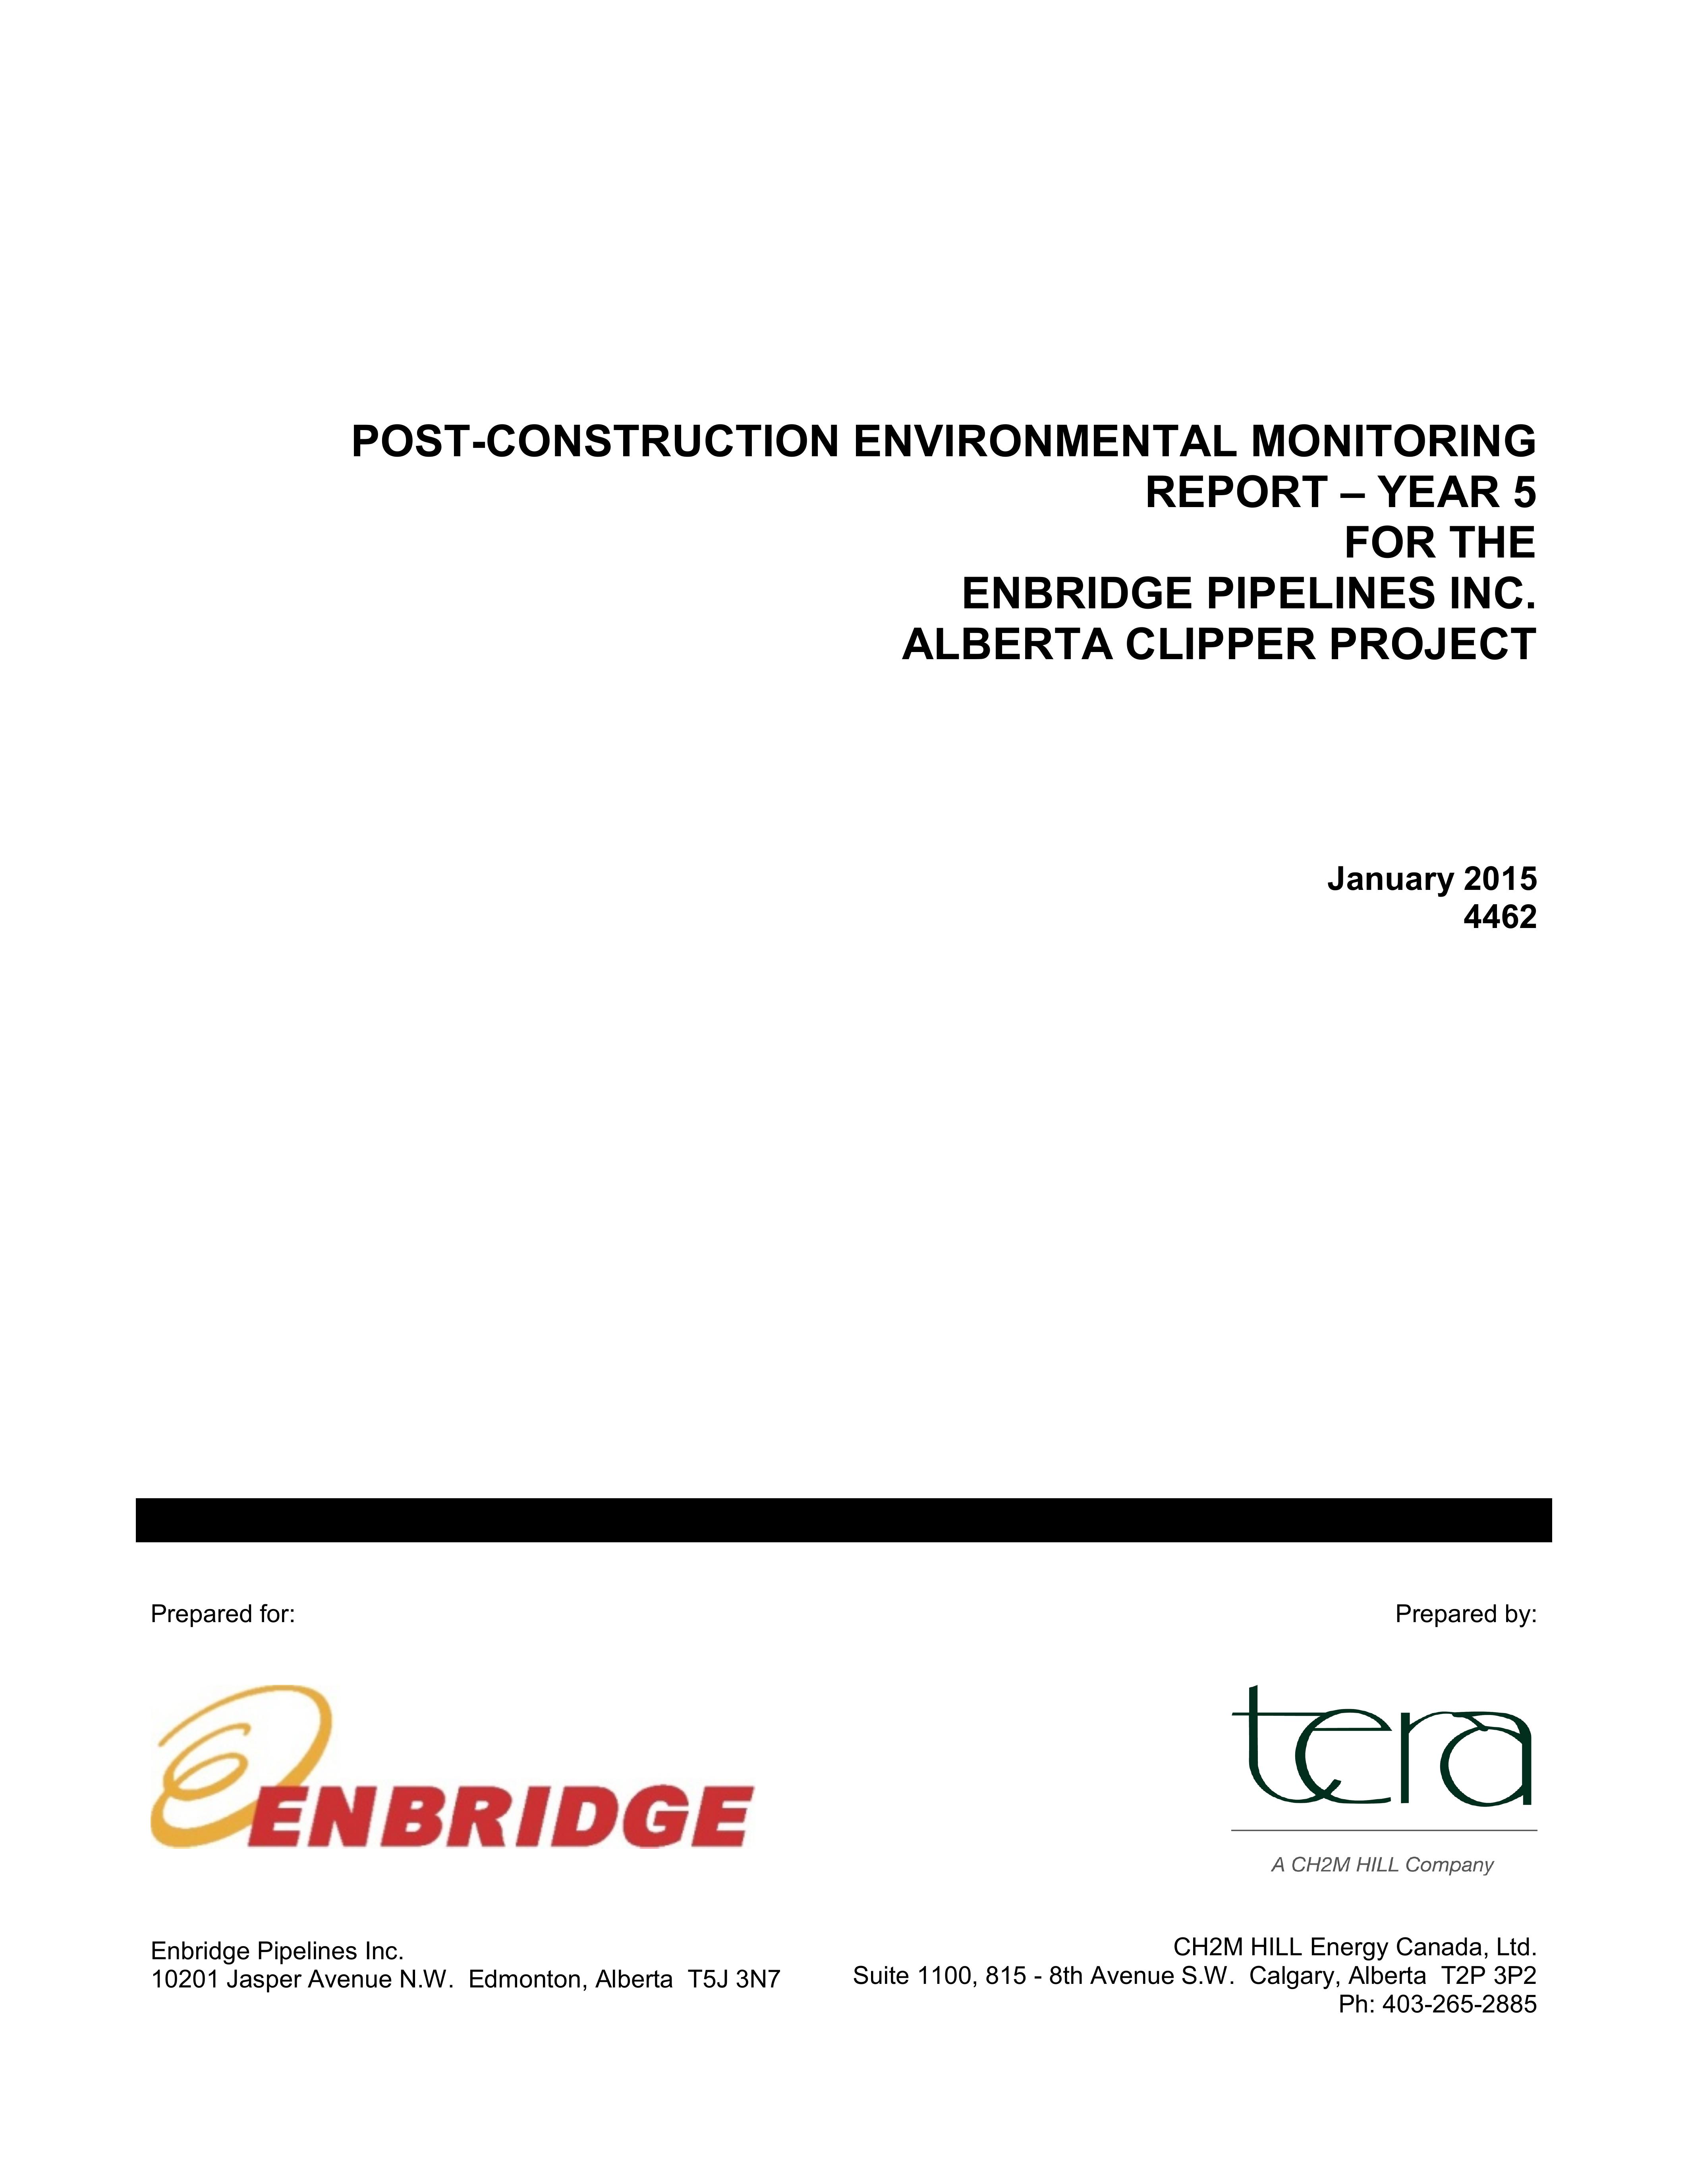 POST-CONSTRUCTION ENVIRONMENTAL MONITORING
REPORT – YEAR 5
FOR THE
ENBRIDGE PIPELINES INC.
ALBERTA CLIPPER PROJECT
January 2015
4462
Prepared for:
Prepared by:
ENBRIDGE
tera
A CH2M HILL Company
Enbridge Pipelines Inc.
10201 Jasper Avenue N.W.  Edmonton, Alberta  T5J 3N7
CH2M HILL Energy Canada, Ltd.
Suite 1100, 815 - 8th Avenue S.W.  Calgary, Alberta  T2P 3P2
Ph: 403-265-2885